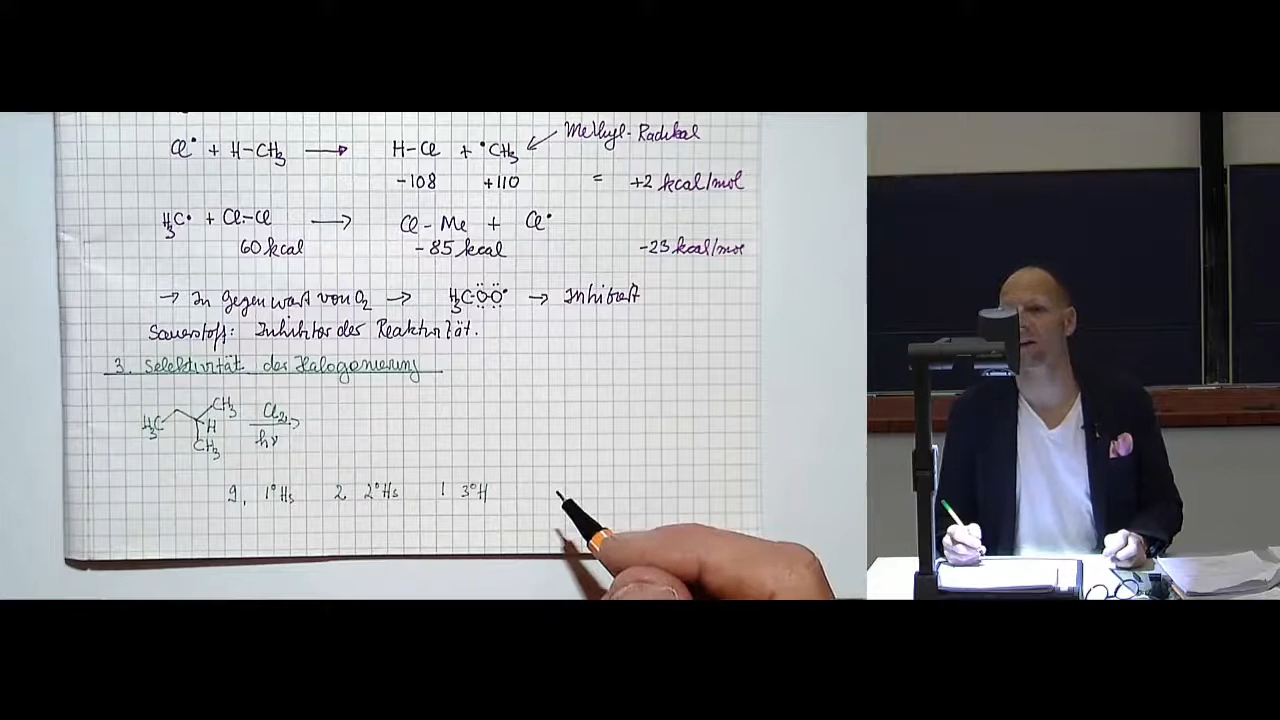 Cl• + H-CH₃ → H-Cl + •CH₃ ← Methyl-Radikal
-108 +110 = +2 kcal/mol
H₃C• + Cl-Cl → Cl-Me + Cl•
60 kcal -85 kcal -23 kcal/mol
→ In Gegenwart von O₂ → H₃C-O-O• → Inhibiert
Sauerstoff: Inhibitor der Reaktivität.
3. Selektivität der Halogenierung
H₃C CH₃ H CH₃ Cl₂, hν →
9. 1°Hs 2 2°Hs 1 3°H